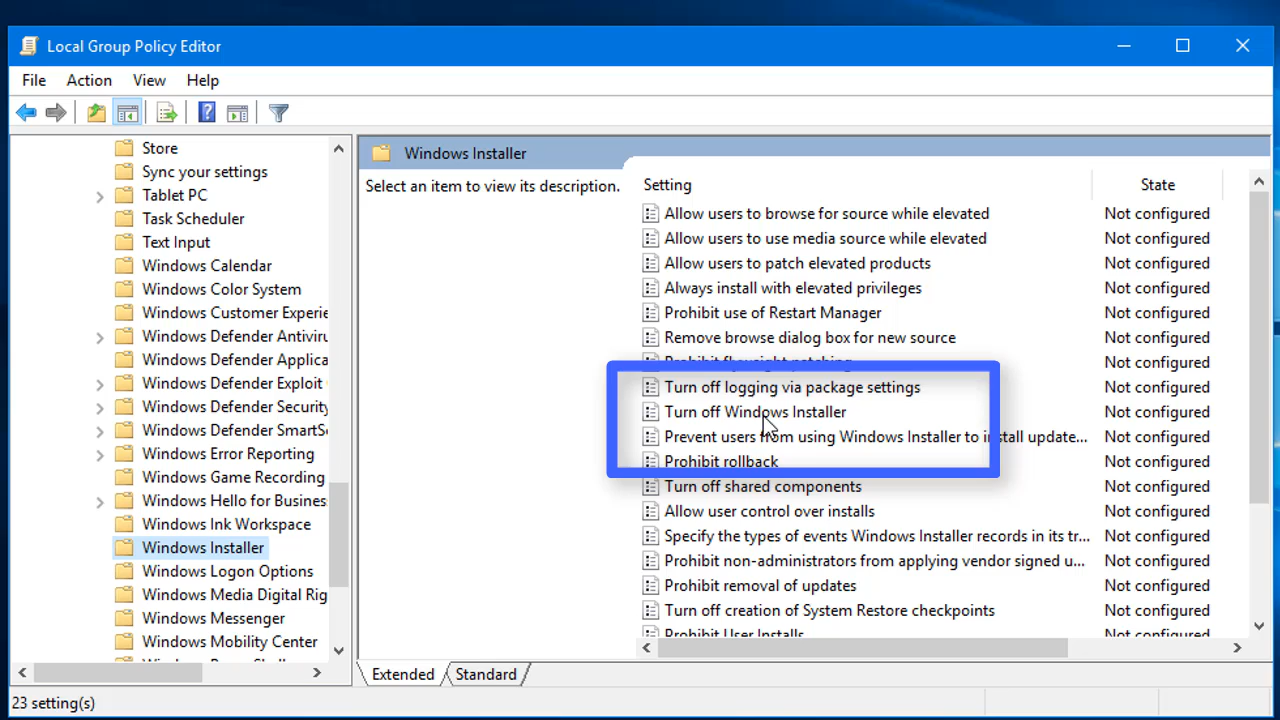 Local Group Policy Editor
File Action View Help
Store
Sync your settings
Tablet PC
Task Scheduler
Text Input
Windows Calendar
Windows Color System
Windows Customer Experie
Windows Defender Antiviru
Windows Defender Applica
Windows Defender Exploit
Windows Defender Security
Windows Defender SmartS
Windows Error Reporting
Windows Game Recording
Windows Hello for Busines
Windows Ink Workspace
Windows Installer
Windows Logon Options
Windows Media Digital Rig
Windows Messenger
Windows Mobility Center
Windows Installer
Select an item to view its description.
Setting State
Allow users to browse for source while elevated Not configured
Allow users to use media source while elevated Not configured
Allow users to patch elevated products Not configured
Always install with elevated privileges Not configured
Prohibit use of Restart Manager Not configured
Remove browse dialog box for new source Not configured
Prohibit flyweight patching Not configured
Turn off logging via package settings Not configured
Turn off Windows Installer Not configured
Prevent users from using Windows Installer to install update... Not configured
Prohibit rollback Not configured
Turn off shared components Not configured
Allow user control over installs Not configured
Specify the types of events Windows Installer records in its tr... Not configured
Prohibit non-administrators from applying vendor signed u... Not configured
Prohibit removal of updates Not configured
Turn off creation of System Restore checkpoints Not configured
Prohibit User Installs Not configured
Extended Standard
23 setting(s)